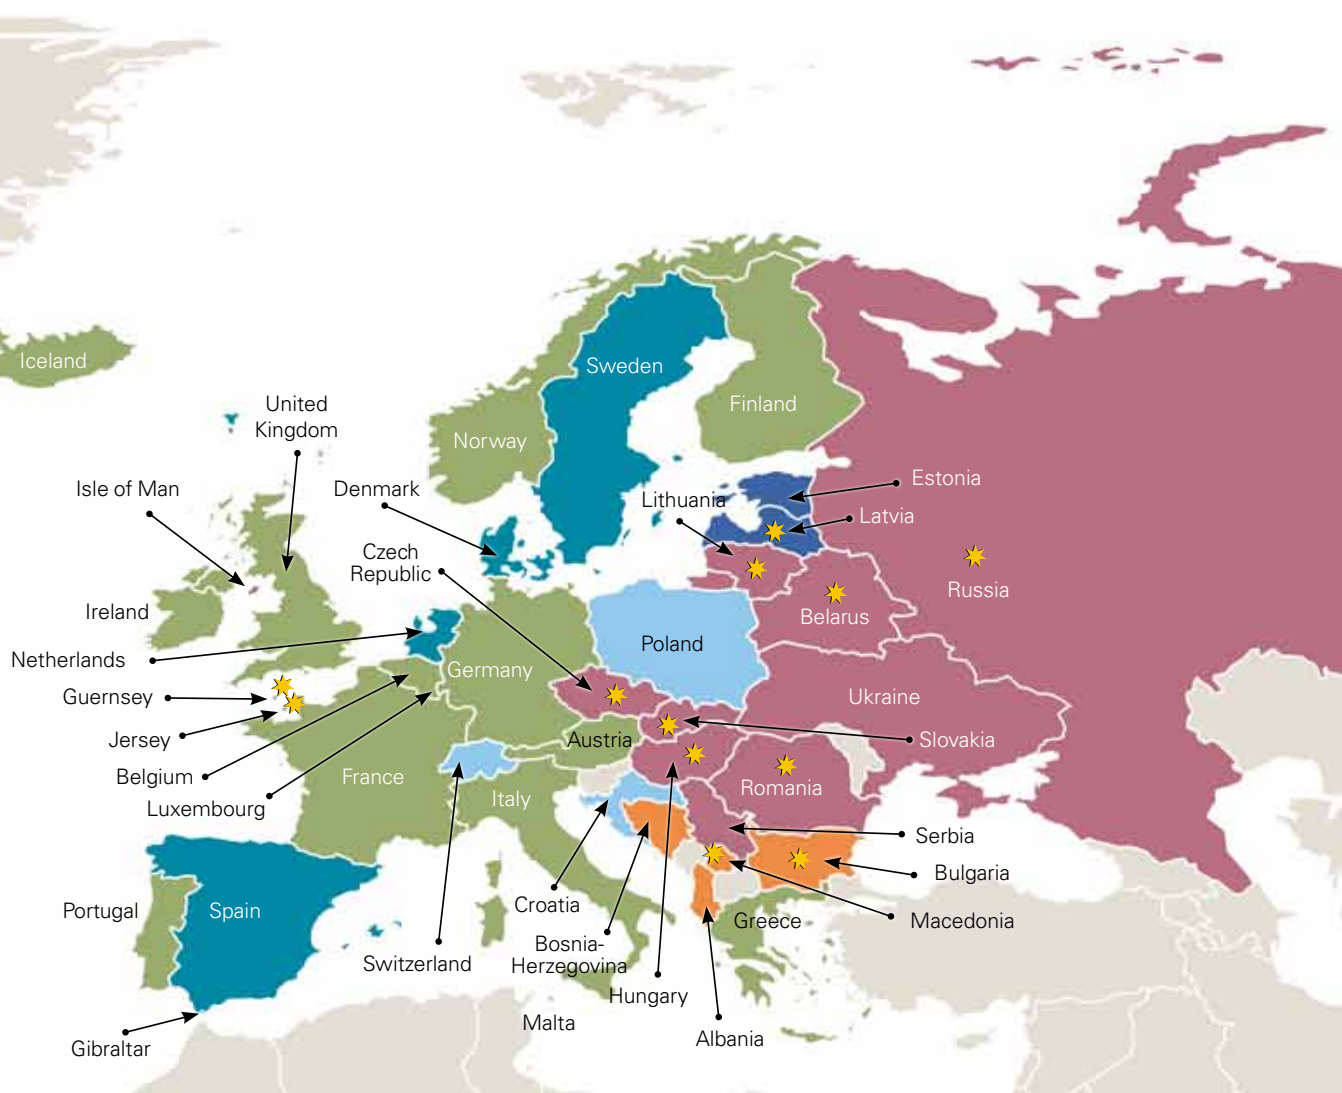 Iceland
United
Kingdom
Sweden
Finland
Norway
Isle of Man
Denmark
Lithuania
Estonia
Latvia
Czech
Republic
Russia
Ireland
Belarus
Poland
Netherlands
Germany
Guernsey
Ukraine
Jersey
Austria
Slovakia
Belgium
France
Luxembourg
Italy
Romania
Serbia
Bulgaria
Portugal
Spain
Croatia
Greece
Macedonia
Bosnia-
Herzegovina
Switzerland
Hungary
Malta
Albania
Gibraltar